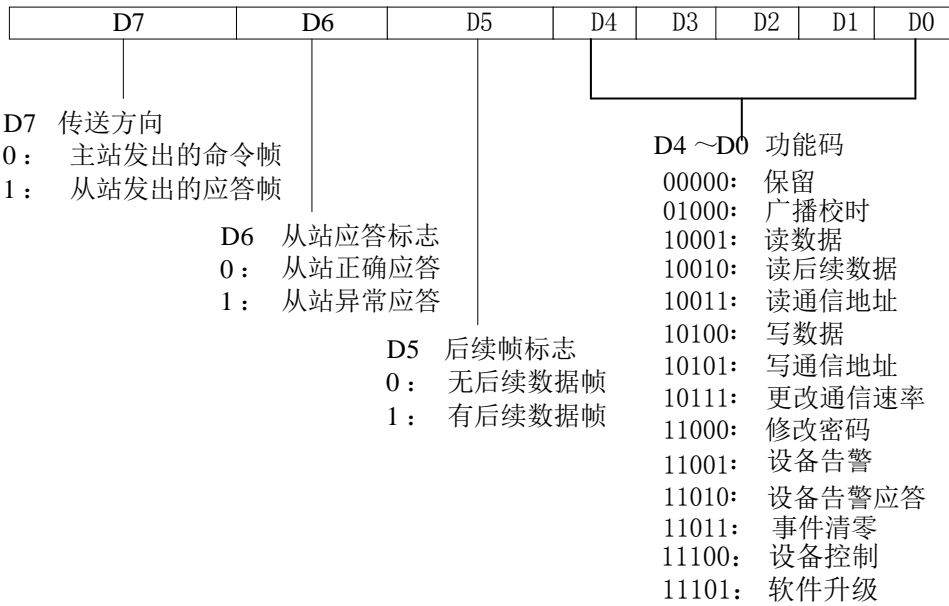 D7 D6 D5 D4 D3 D2 D1 D0
D7 传送方向
0： 主站发出的命令帧
1： 从站发出的应答帧
D6 从站应答标志
0： 从站正确应答
1： 从站异常应答
D5 后续帧标志
0： 无后续数据帧
1： 有后续数据帧
D4～D0 功能码
00000： 保留
01000： 广播校时
10001： 读数据
10010： 读后续数据
10011： 读通信地址
10100： 写数据
10101： 写通信地址
10111： 更改通信速率
11000： 修改密码
11001： 设备告警
11010： 设备告警应答
11011： 事件清零
11100： 设备控制
11101： 软件升级